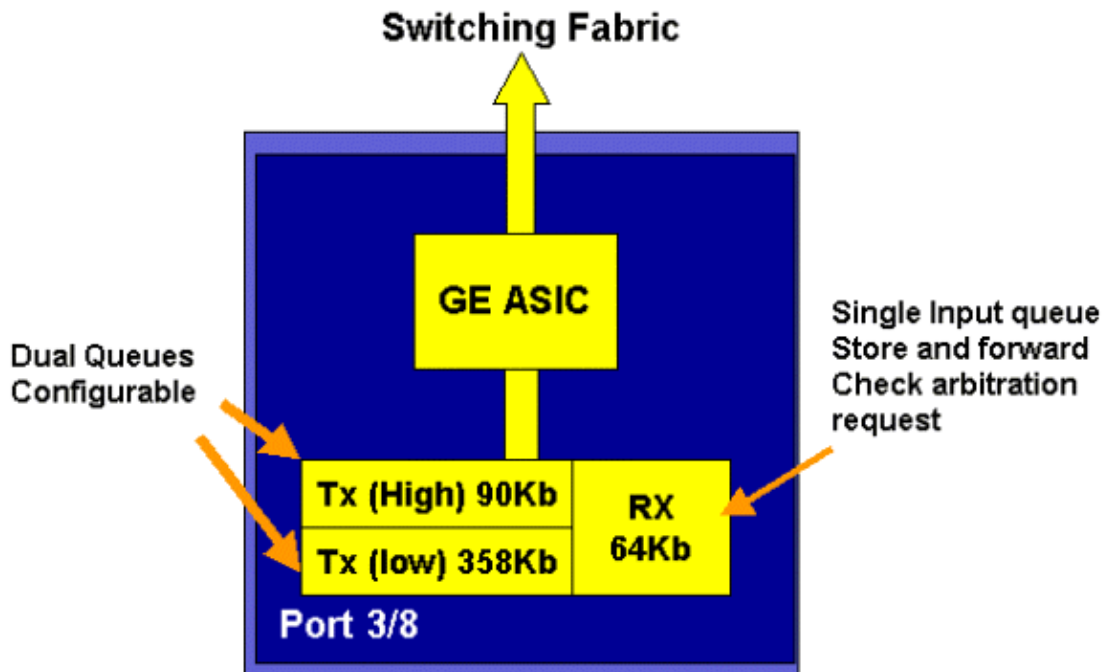 Switching Fabric
GE ASIC
Dual Queues
Configurable
Single Input queue
Store and forward
Check arbitration
request
Tx (High) 90Kb
Tx (low) 358Kb
RX
64Kb
Port 3/8